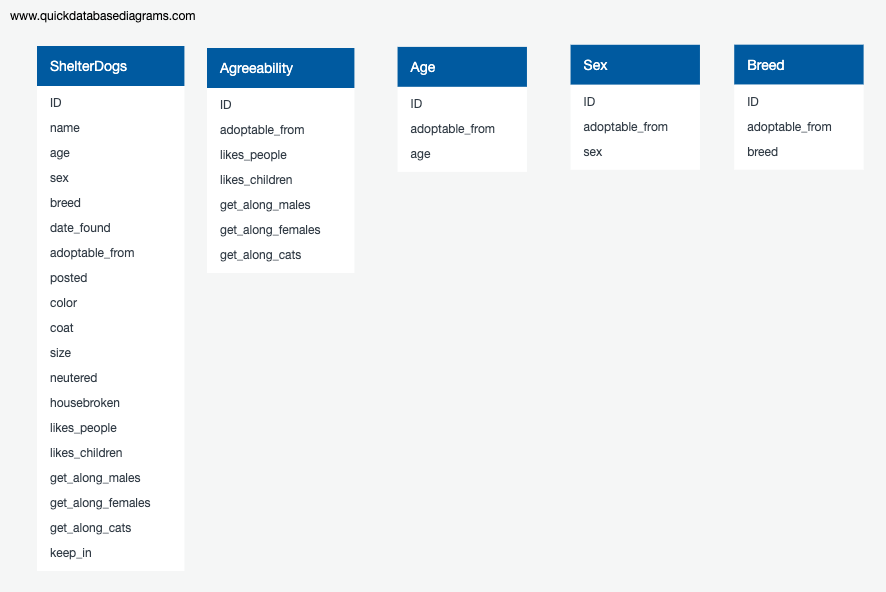 www.quickdatabasediagrams.com
ShelterDogs
ID
name
age
sex
breed
date_found
adoptable_from
posted
color
coat
size
neutered
housebroken
likes_people
likes_children
get_along_males
get_along_females
get_along_cats
keep_in
Agreeability
ID
adoptable_from
likes_people
likes_children
get_along_males
get_along_females
get_along_cats
Age
ID
adoptable_from
age
Sex
ID
adoptable_from
sex
Breed
ID
adoptable_from
breed